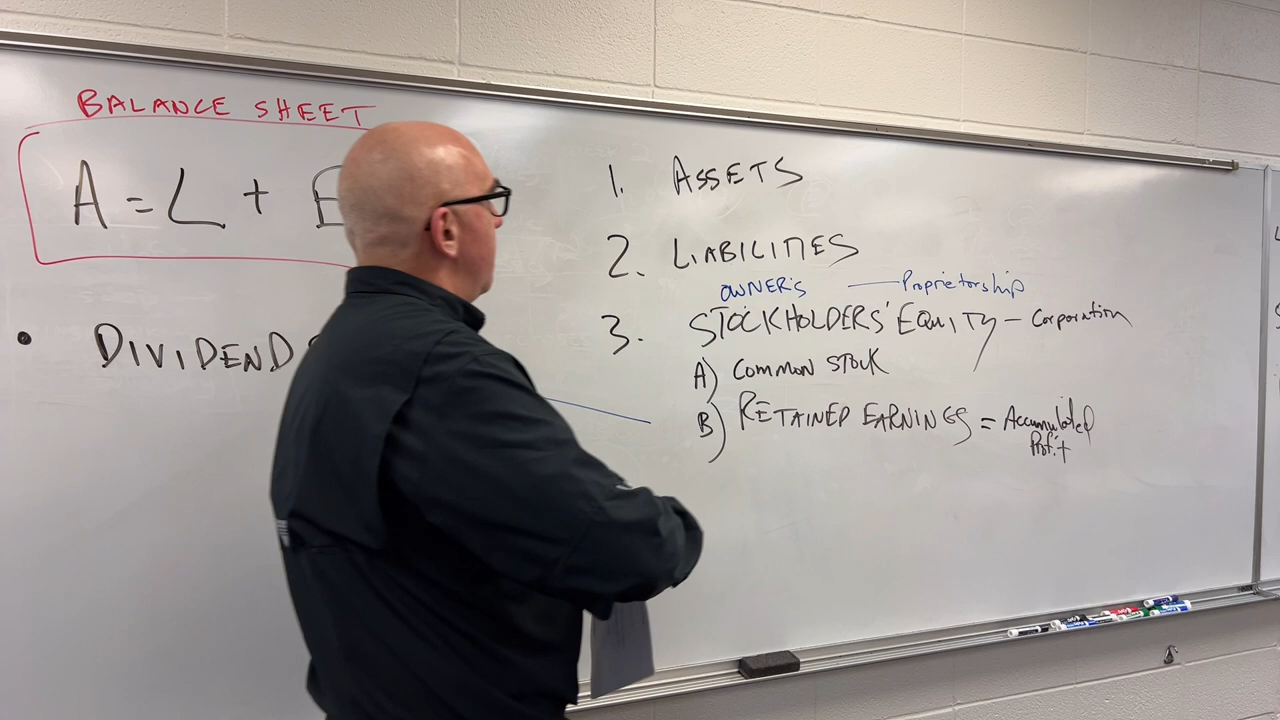 BALANCE SHEET
A = L + E
DIVIDEND
1. ASSETS
2. LIABILITIES
OWNER'S — Proprietorship
3. STOCKHOLDERS' EQUITY — Corporation
A) COMMON STOCK
B) RETAINED EARNINGS = Accumulated
Profit